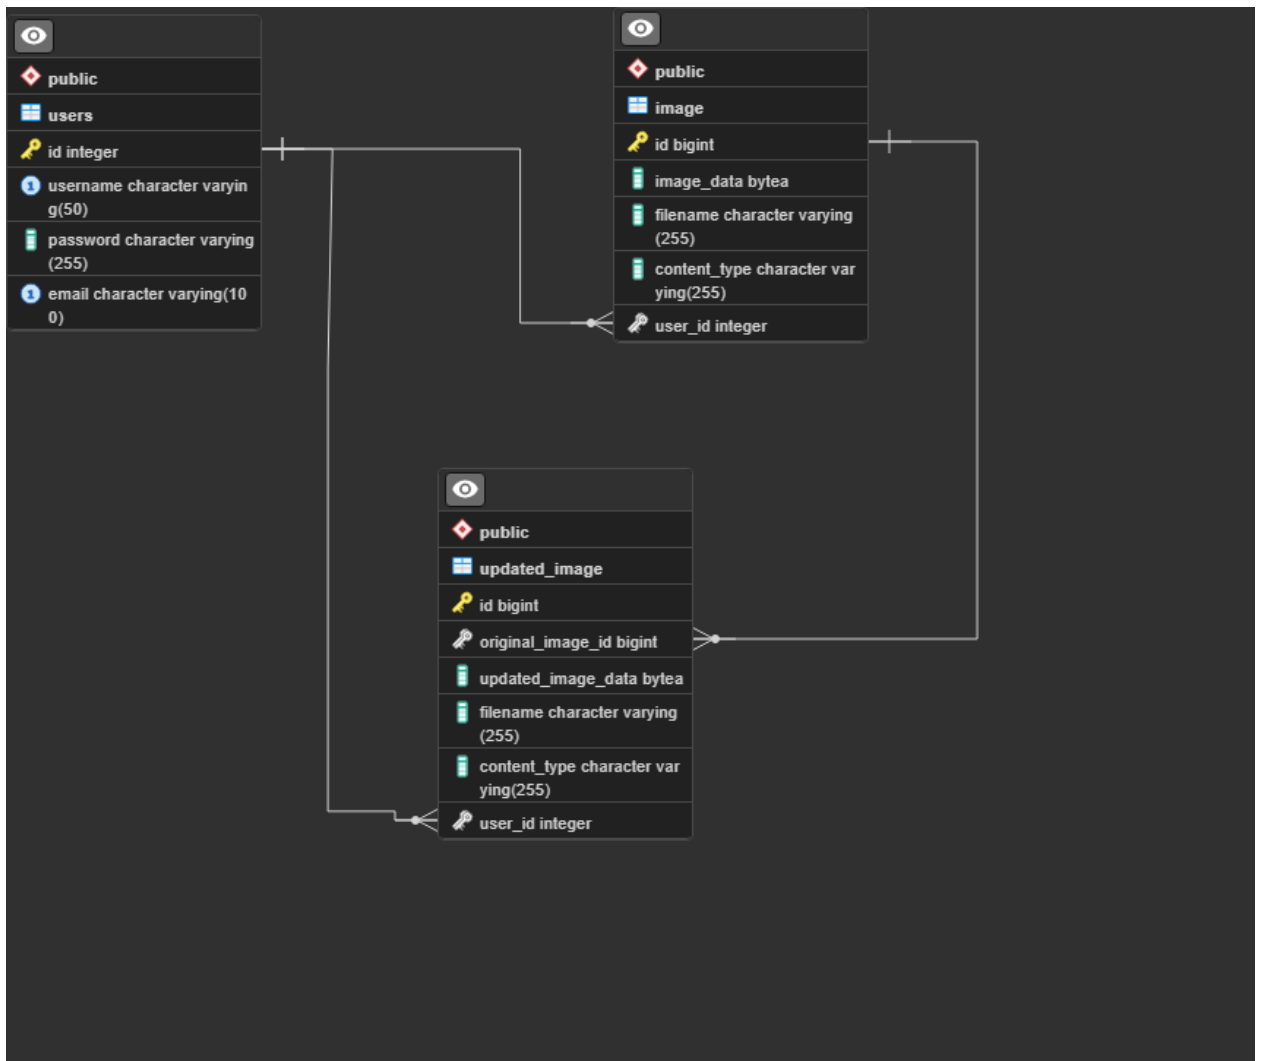 public
users
id integer
username character varyin
g(50)
password character varying
(255)
email character varying(10
0)
public
image
id bigint
image_data bytea
filename character varying
(255)
content_type character var
ying(255)
user_id integer
public
updated_image
id bigint
original_image_id bigint
updated_image_data bytea
filename character varying
(255)
content_type character var
ying(255)
user_id integer